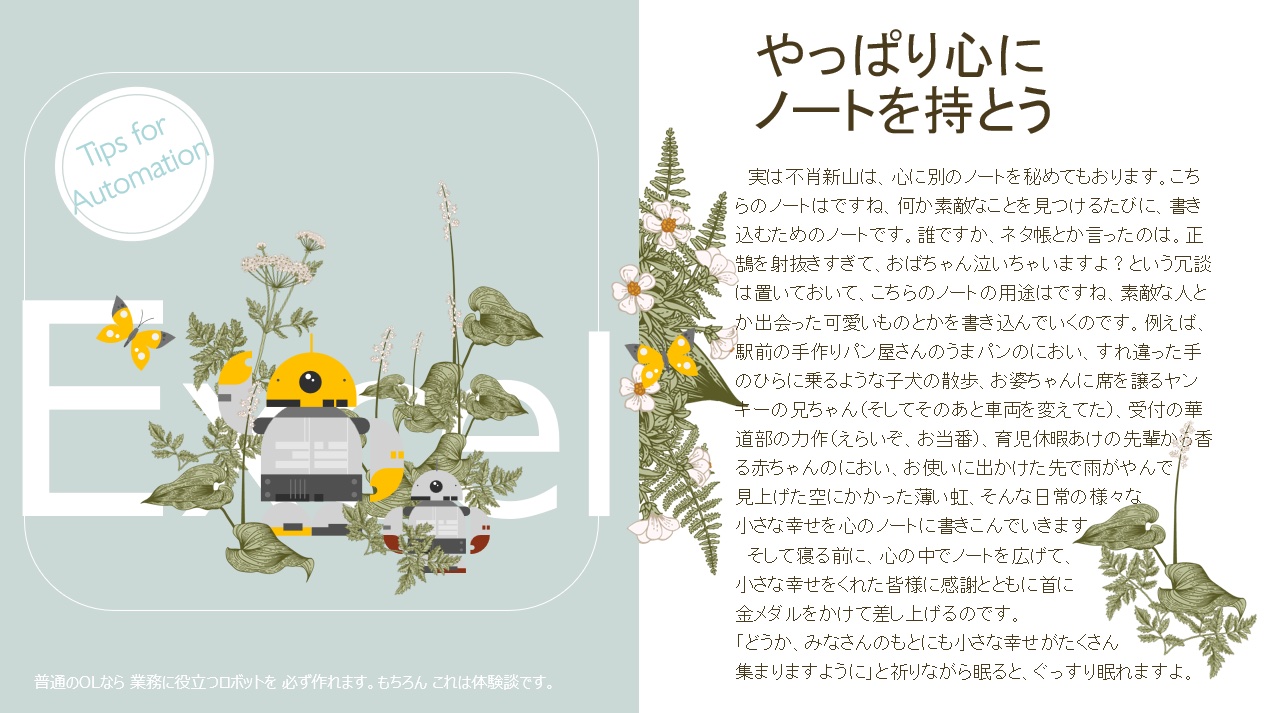 Tips for
Automation
Excel
普通のOLなら 業務に役立つロボットを 必ず作れます。もちろん これは体験談です。
やっぱり心に
ノートを持とう
実は不肖新山は、心に別のノートを秘めてもおります。こち
らのノートはですね、何か素敵なことを見つけるたびに、書き
込むためのノートです。誰ですか、ネタ帳とか言ったのは。正
鵠を射抜きすぎて、おばちゃん泣いちゃいますよ？という冗談
は置いておいて、こちらのノートの用途はですね、素敵な人と
か出会った可愛いものとかを書き込んでいくのです。例えば、
駅前の手作りパン屋さんのうまパンのにおい、すれ違った手
のひらに乗るような子犬の散歩、お婆ちゃんに席を譲るヤン
キーの兄ちゃん（そしてそのあと車両を変えてた）、受付の華
道部の力作（えらいぞ、お当番）、育児休暇あけの先輩から香
る赤ちゃんのにおい、お使いに出かけた先で雨がやんで
見上げた空にかかった薄い虹、そんな日常の様々な
小さな幸せを心のノートに書きこんでいきます
そして寝る前に、心の中でノートを広げて、
小さな幸せをくれた皆様に感謝とともに首に
金メダルをかけて差し上げるのです。
「どうか、みなさんのもとにも小さな幸せがたくさん
集まりますように」と祈りながら眠ると、ぐっすり眠れますよ。